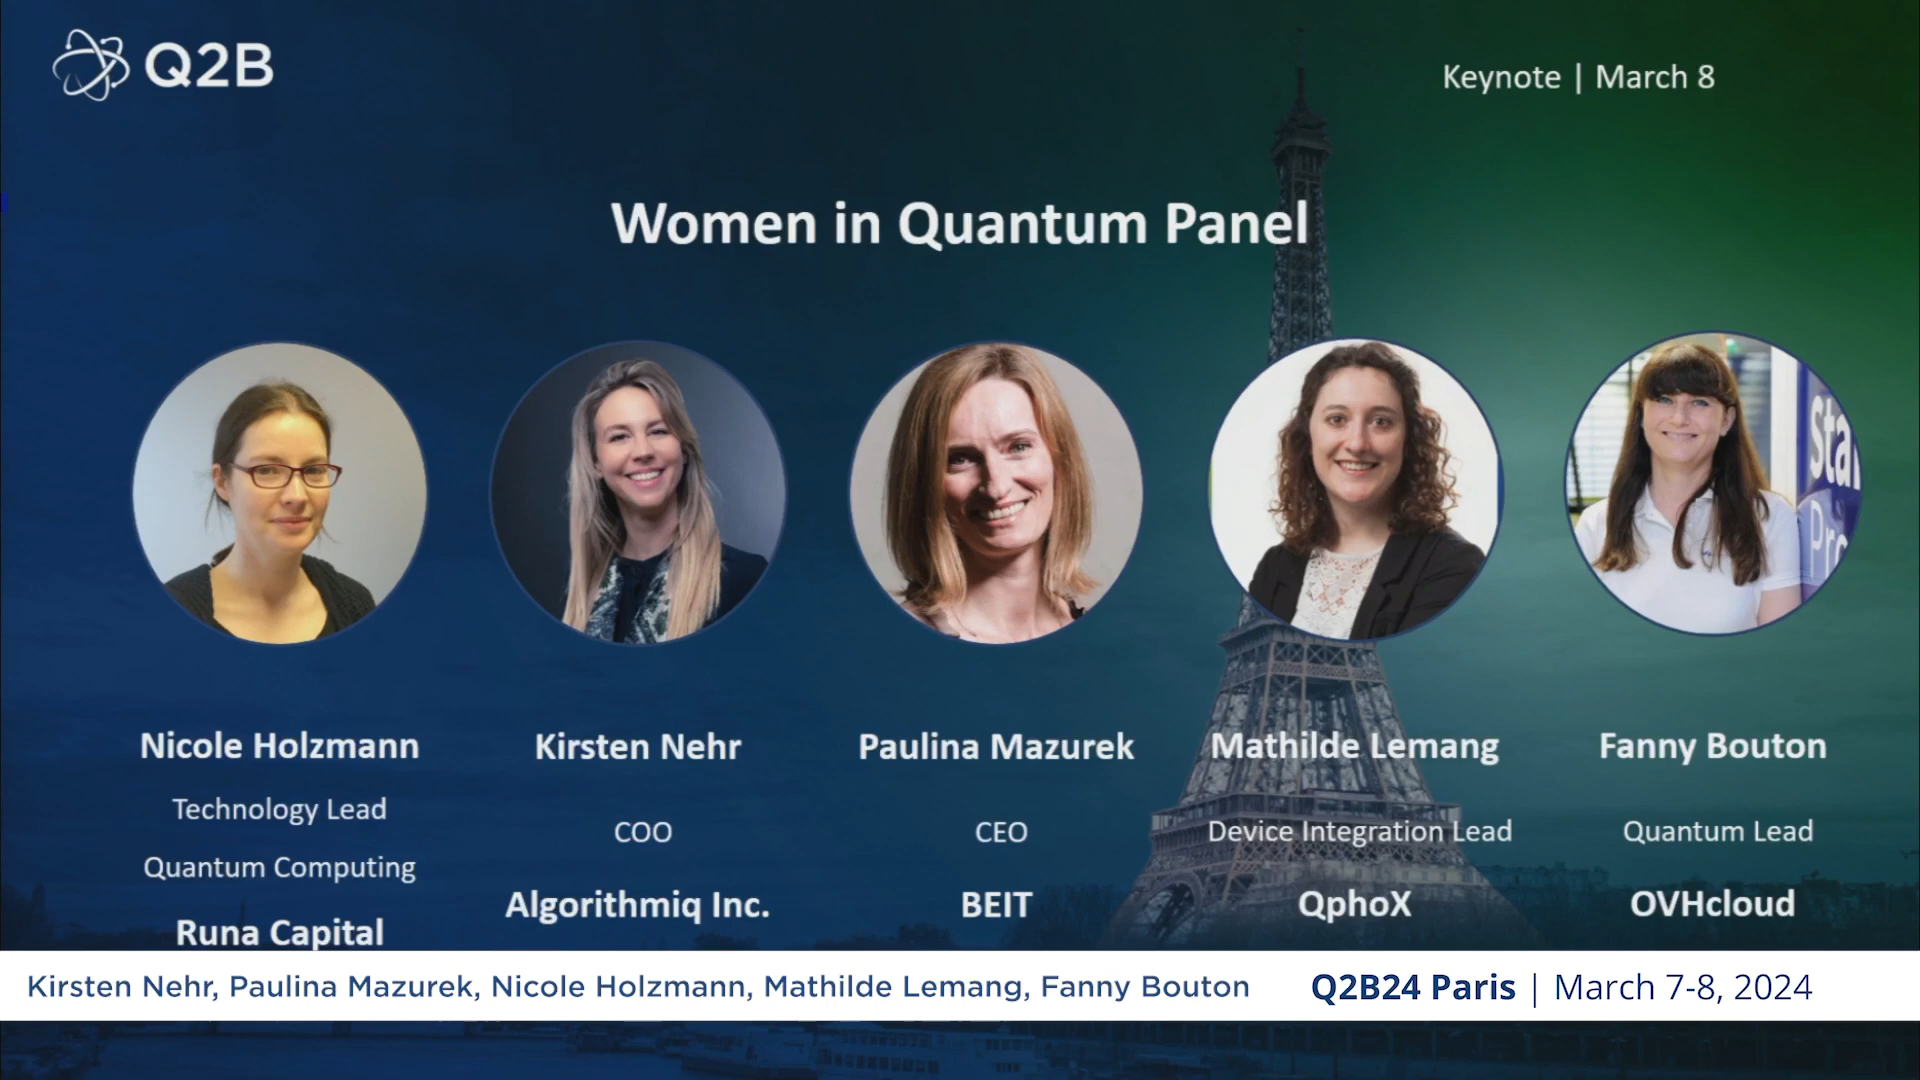 Q2B
Keynote | March 8
Women in Quantum Panel
Sta
Pro
Nicole Holzmann
Technology Lead
Quantum Computing
Runa Capital
Kirsten Nehr
COO
Algorithmiq Inc.
Paulina Mazurek
CEO
BEIT
Mathilde Lemang
Device Integration Lead
QphoX
Fanny Bouton
Quantum Lead
OVHcloud
Kirsten Nehr, Paulina Mazurek, Nicole Holzmann, Mathilde Lemang, Fanny Bouton
Q2B24 Paris | March 7-8, 2024